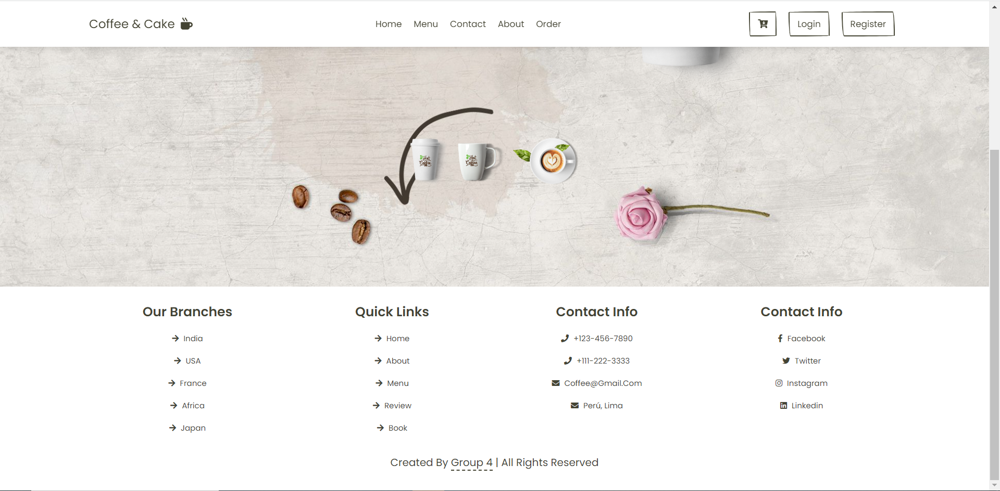 Coffee & Cake
Home Menu Contact About Order
Login
Register
Hot Coffee
Hot Coffee
Our Branches
India
USA
France
Africa
Japan
Quick Links
Home
About
Menu
Review
Book
Contact Info
+123-456-7890
+111-222-3333
Coffee@Gmail.Com
Perú, Lima
Contact Info
Facebook
Twitter
Instagram
Linkedin
Created By Group 4 | All Rights Reserved